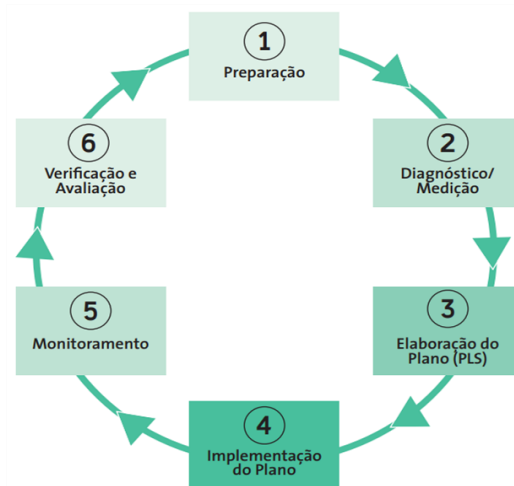 1
Preparação
2
Diagnóstico/
Medição
3
Elaboração do
Plano (PLS)
4
Implementação
do Plano
5
Monitoramento
6
Verificação e
Avaliação